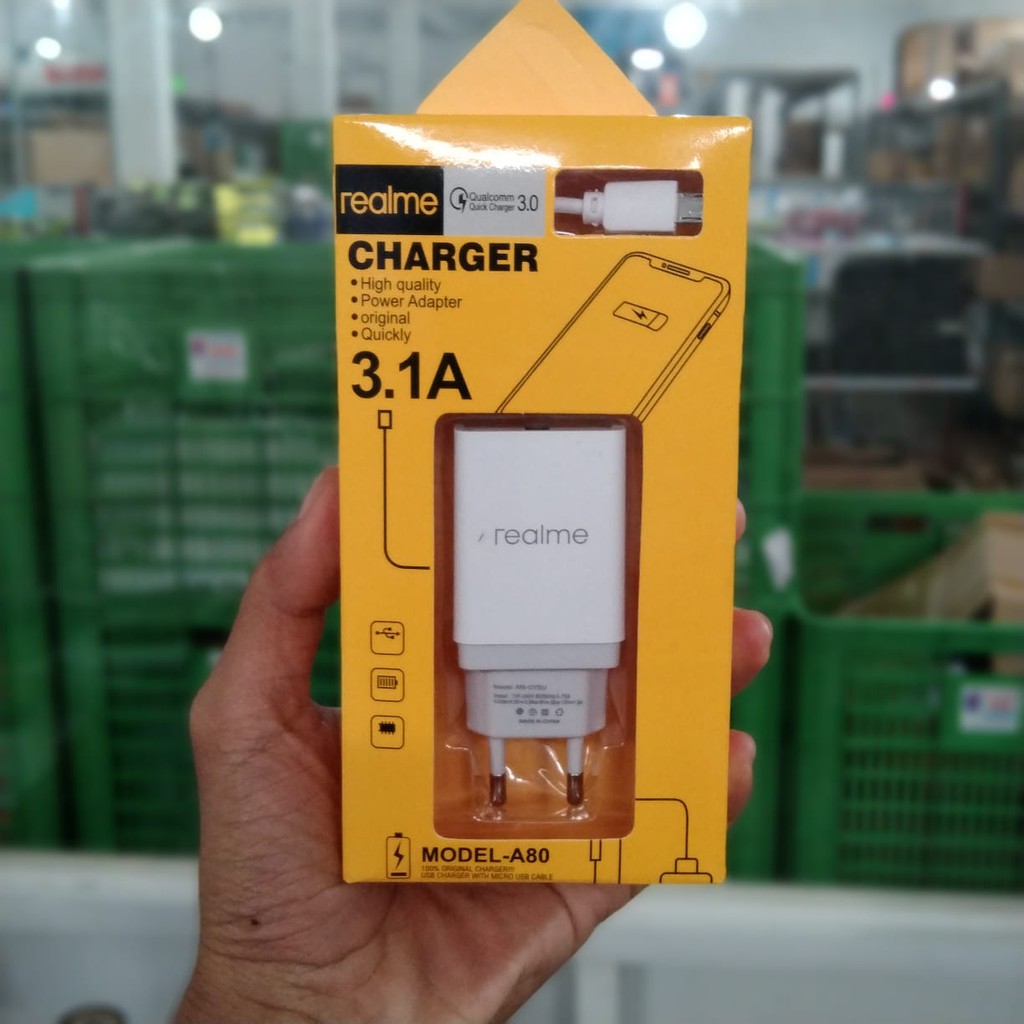 realme
Qualcomm
Quick Charger 3.0
CHARGER
• High quality
• Power Adapter
• original
• Quickly
3.1A
realme
MADE IN CHINA
MODEL-A80
100% ORIGINAL CHARGER!!!
USB CHARGER WITH MICRO USB CABLE